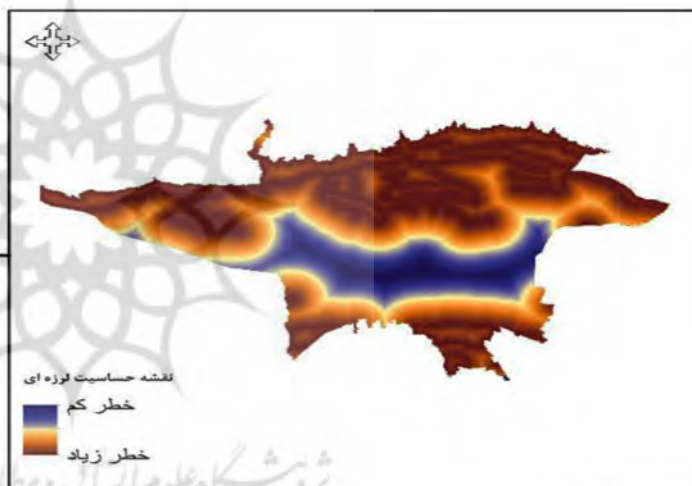 نقشه حساسیت لرزه ای
خطر کم
خطر زیاد